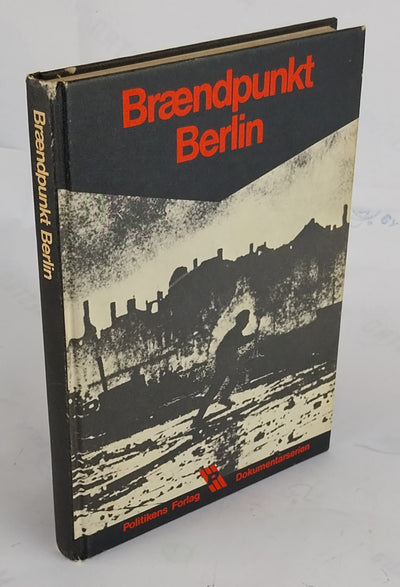 Brændpunkt
Berlin
Brændpunkt Berlin
Politikens Forlag
Dokumentarserien